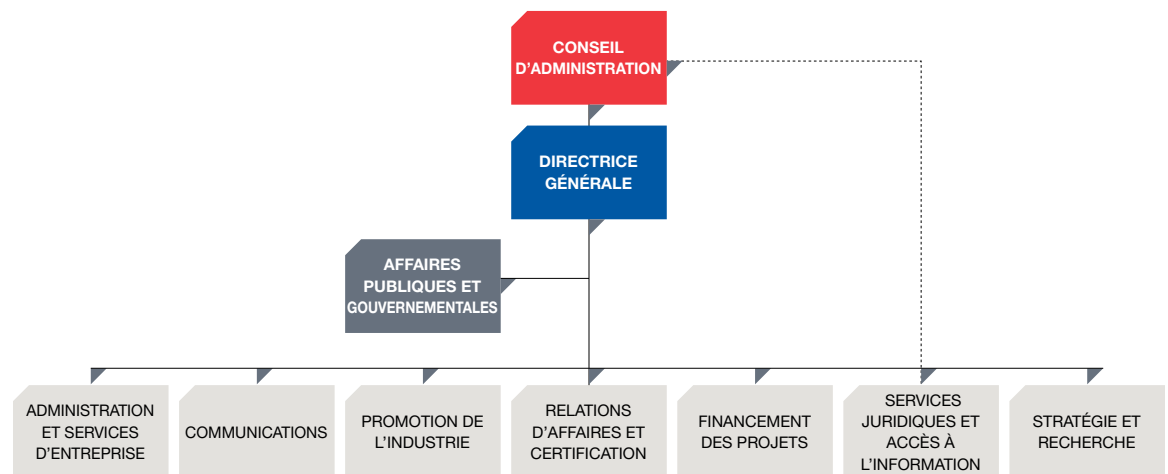 CONSEIL
D’ADMINISTRATION
DIRECTRICE
GÉNÉRALE
AFFAIRES
PUBLIQUES ET
GOUVERNEMENTALES
ADMINISTRATION
ET SERVICES
D’ENTREPRISE
COMMUNICATIONS
PROMOTION DE
L’INDUSTRIE
RELATIONS
D’AFFAIRES ET
CERTIFICATION
FINANCEMENT
DES PROJETS
SERVICES
JURIDIQUES ET
ACCÈS À
L’INFORMATION
STRATÉGIE ET
RECHERCHE